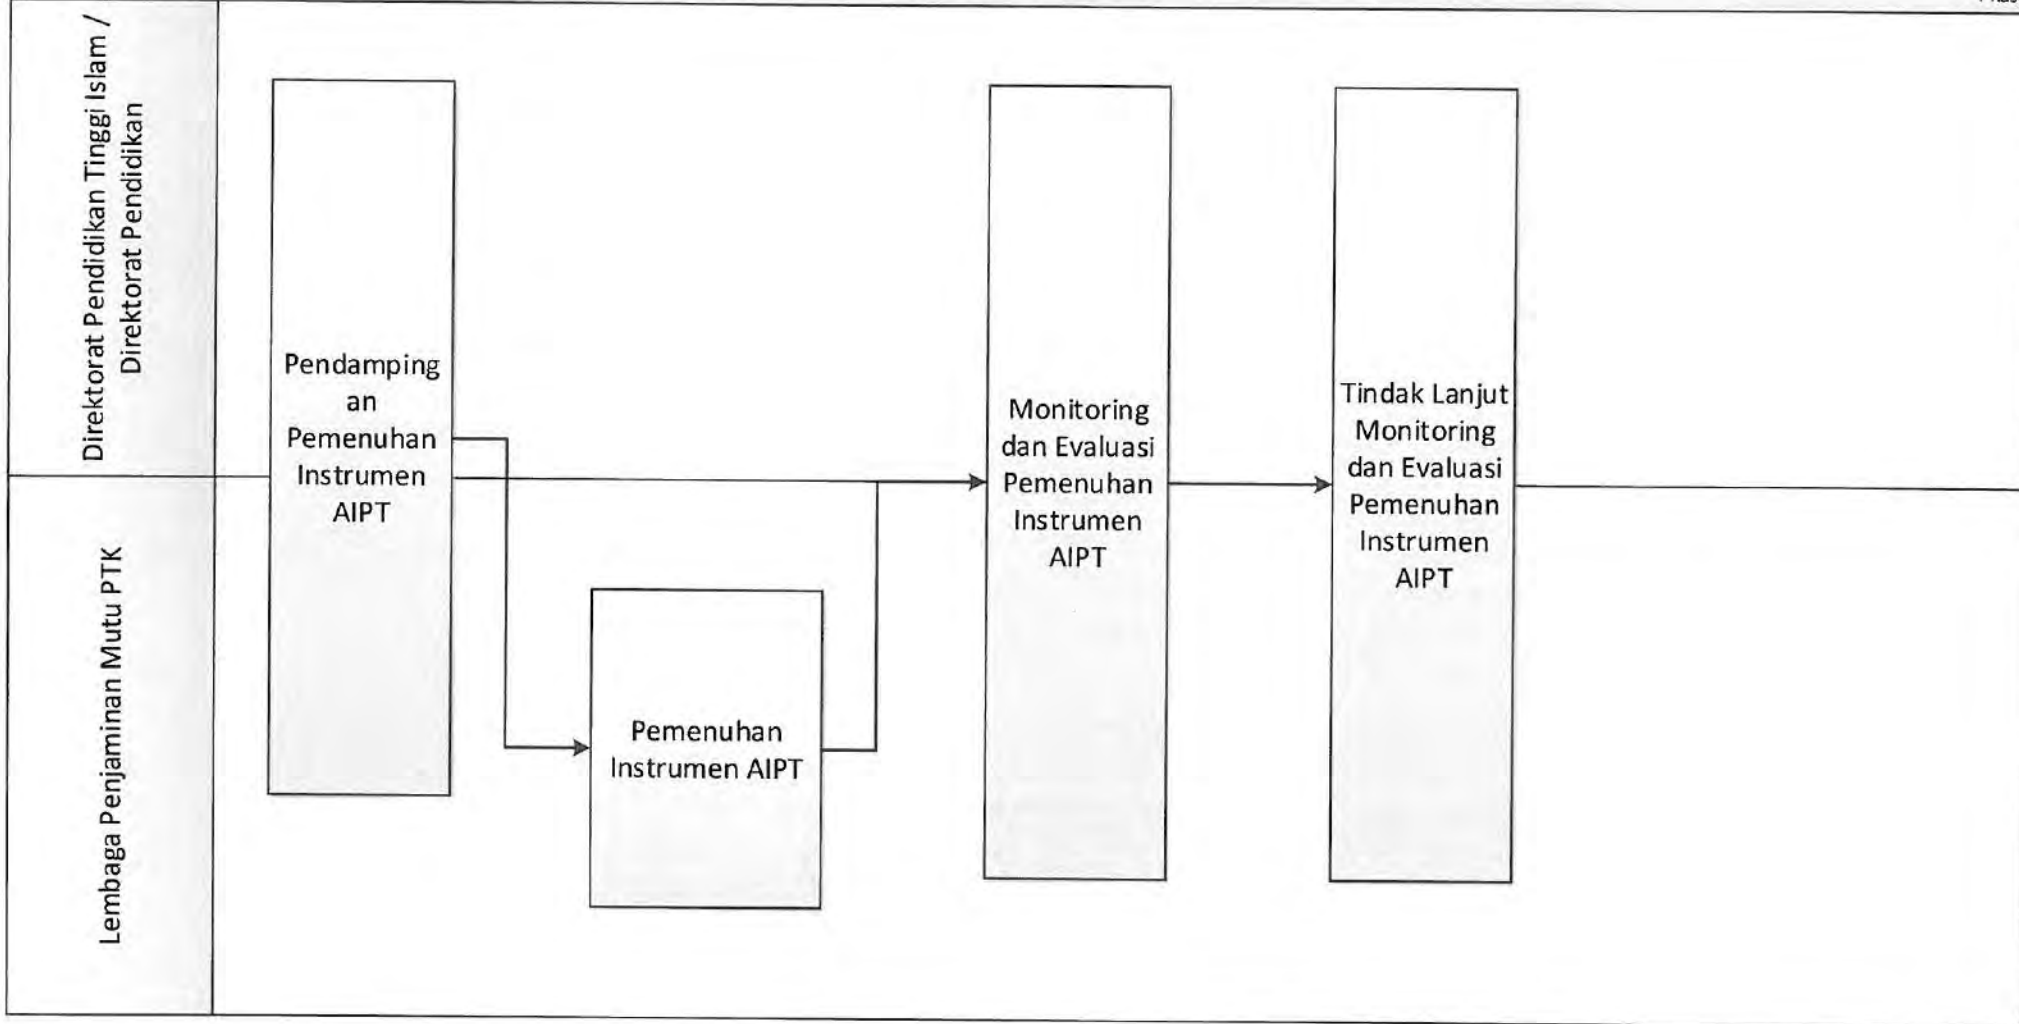 Direktorat Pendidikan Tinggi Islam /
Direktorat Pendidikan
Lembaga Penjaminan Mutu PTK
Pendamping
an
Pemenuhan
Instrumen
AIPT
Pemenuhan
Instrumen AIPT
Monitoring
dan Evaluasi
Pemenuhan
Instrumen
AIPT
Tindak Lanjut
Monitoring
dan Evaluasi
Pemenuhan
Instrumen
AIPT